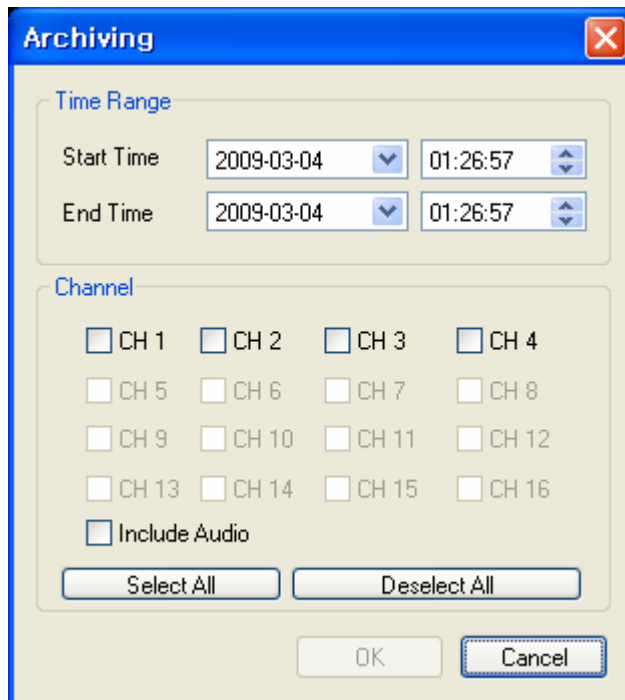 Archiving
Time Range
Start Time 2009-03-04 01:26:57
End Time 2009-03-04 01:26:57
Channel
CH 1 CH 2 CH 3 CH 4
CH 5 CH 6 CH 7 CH 8
CH 9 CH 10 CH 11 CH 12
CH 13 CH 14 CH 15 CH 16
Include Audio
Select All Deselect All
OK Cancel